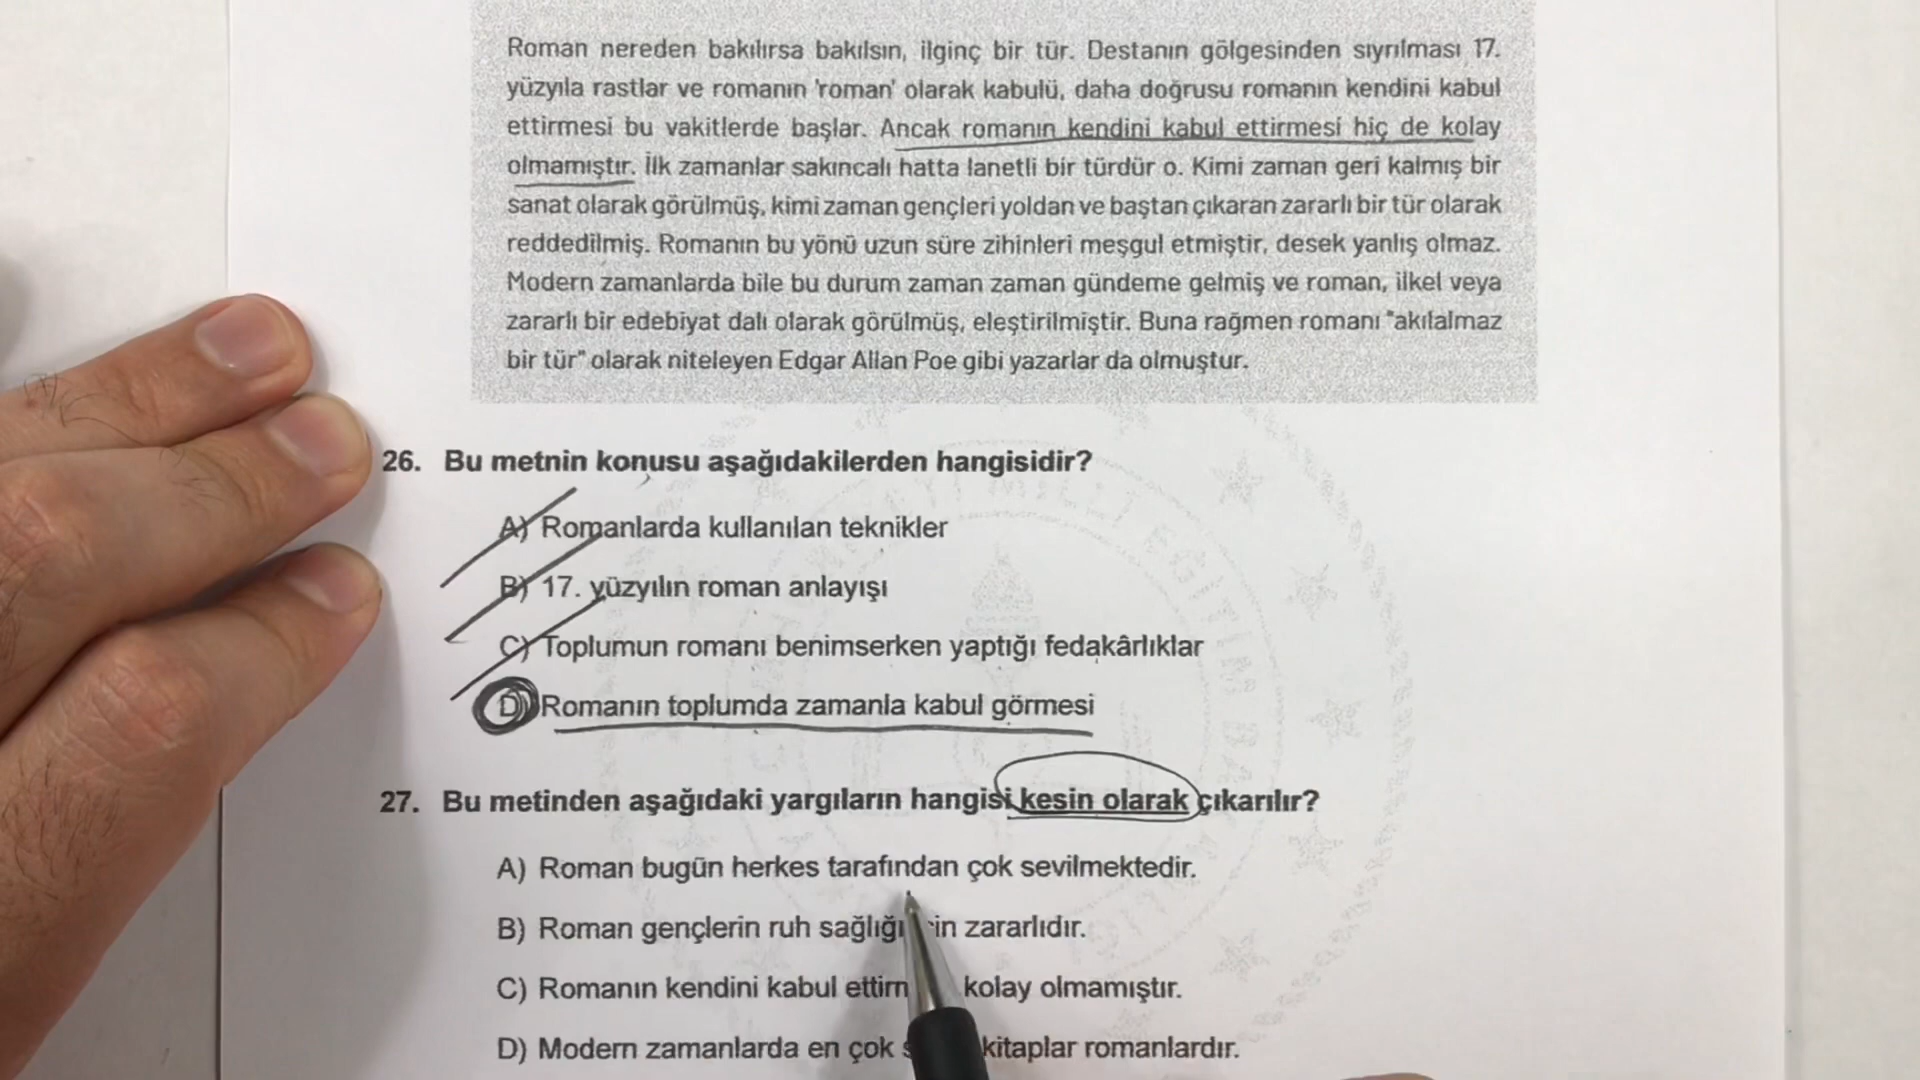 Roman nereden bakılırsa bakılsın, ilginç bir tür. Destanın gölgesinden sıyrılması 17.
yüzyıla rastlar ve romanın 'roman' olarak kabulü, daha doğrusu romanın kendini kabul
ettirmesi bu vakitlerde başlar. Ancak romanın kendini kabul ettirmesi hiç de kolay
olmamıştır. İlk zamanlar sakıncalı hatta lanetli bir türdür o. Kimi zaman geri kalmış bir
sanat olarak görülmüş, kimi zaman gençleri yoldan ve baştan çıkaran zararlı bir tür olarak
reddedilmiş. Romanın bu yönü uzun süre zihinleri meşgul etmiştir, desek yanlış olmaz.
Modern zamanlarda bile bu durum zaman zaman gündeme gelmiş ve roman, ilkel veya
zararlı bir edebiyat dalı olarak görülmüş, eleştirilmiştir. Buna rağmen romanı "akılalmaz
bir tür" olarak niteleyen Edgar Allan Poe gibi yazarlar da olmuştur.
26. Bu metnin konusu aşağıdakilerden hangisidir?
A) Romanlarda kullanılan teknikler
B) 17. yüzyılın roman anlayışı
C) Toplumun romanı benimserken yaptığı fedakârlıklar
D) Romanın toplumda zamanla kabul görmesi
27. Bu metinden aşağıdaki yargıların hangisi kesin olarak çıkarılır?
A) Roman bugün herkes tarafından çok sevilmektedir.
B) Roman gençlerin ruh sağlığı zararlıdır.
C) Romanın kendini kabul kolay olmamıştır.
D) Modern zamanlarda en çok kitaplar romanlardır.